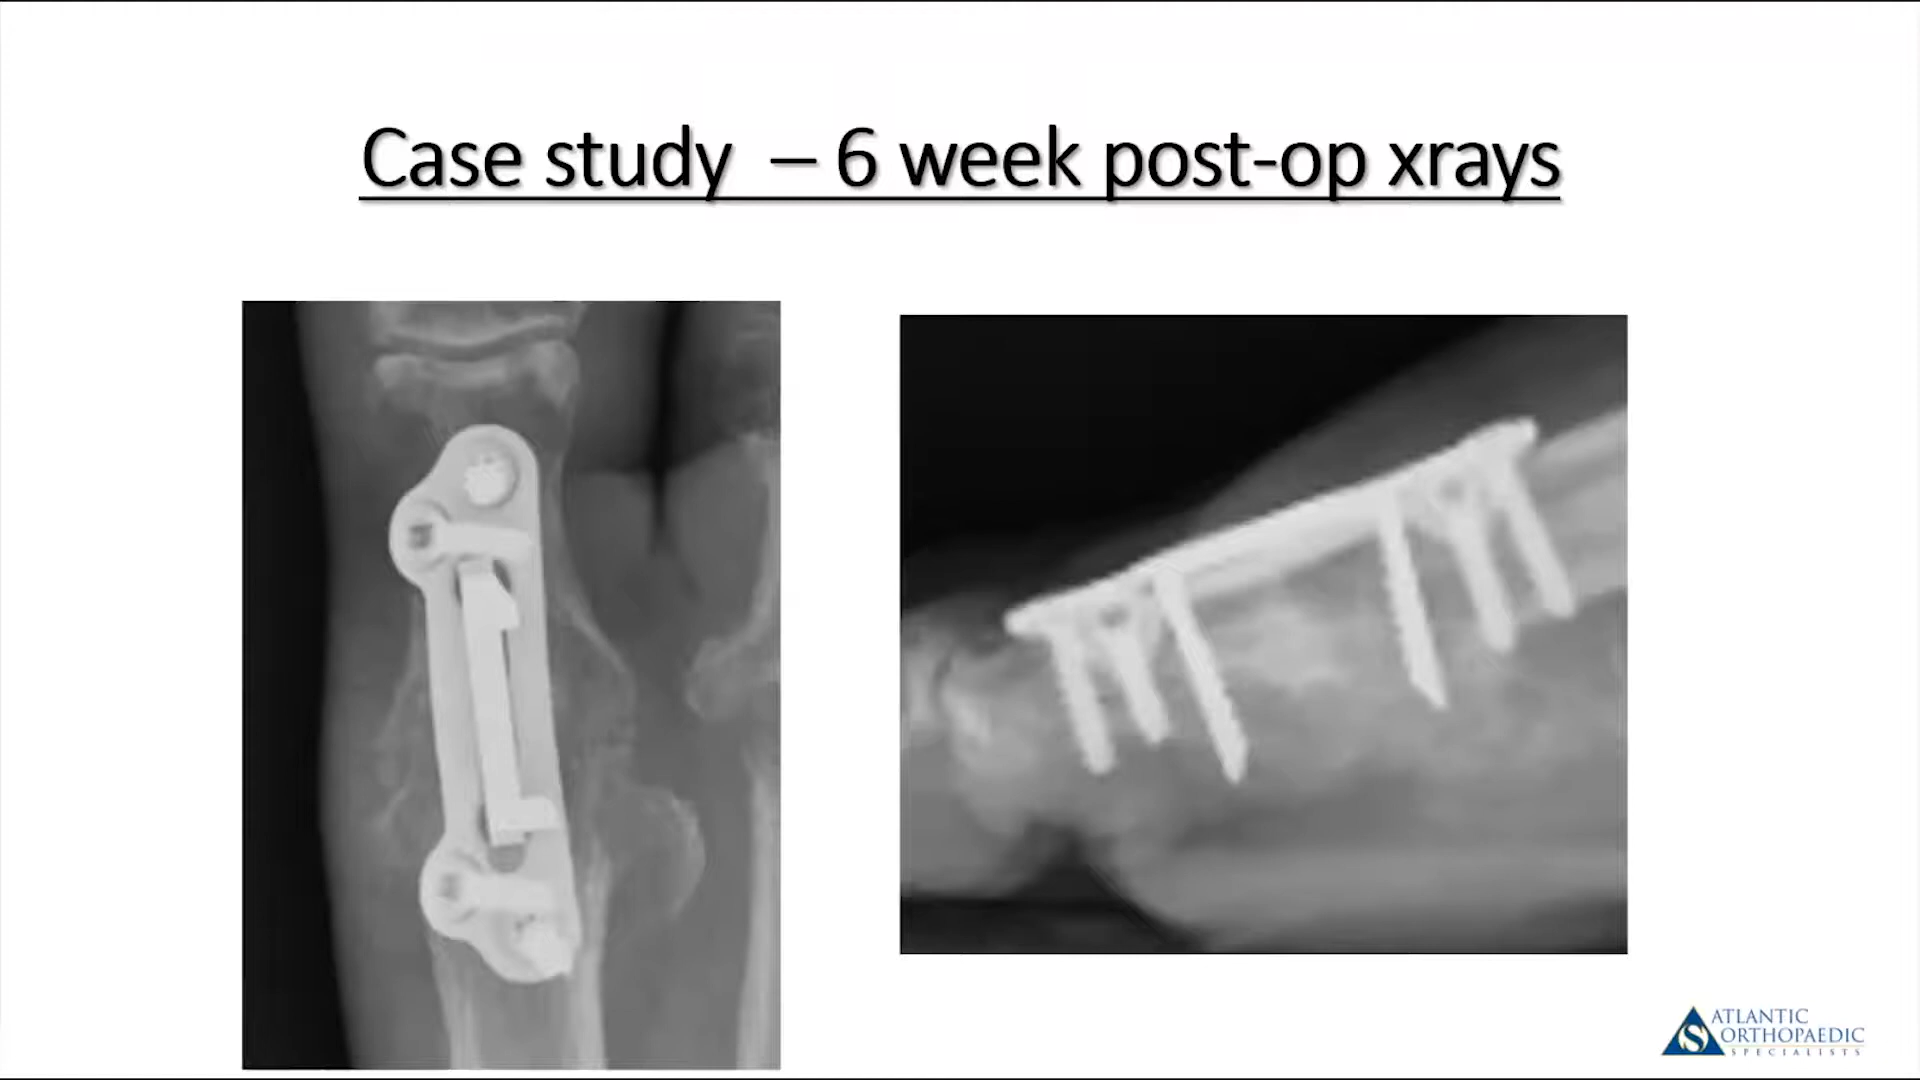 Case study – 6 week post-op xrays
ATLANTIC
ORTHOPAEDIC
SPECIALISTS